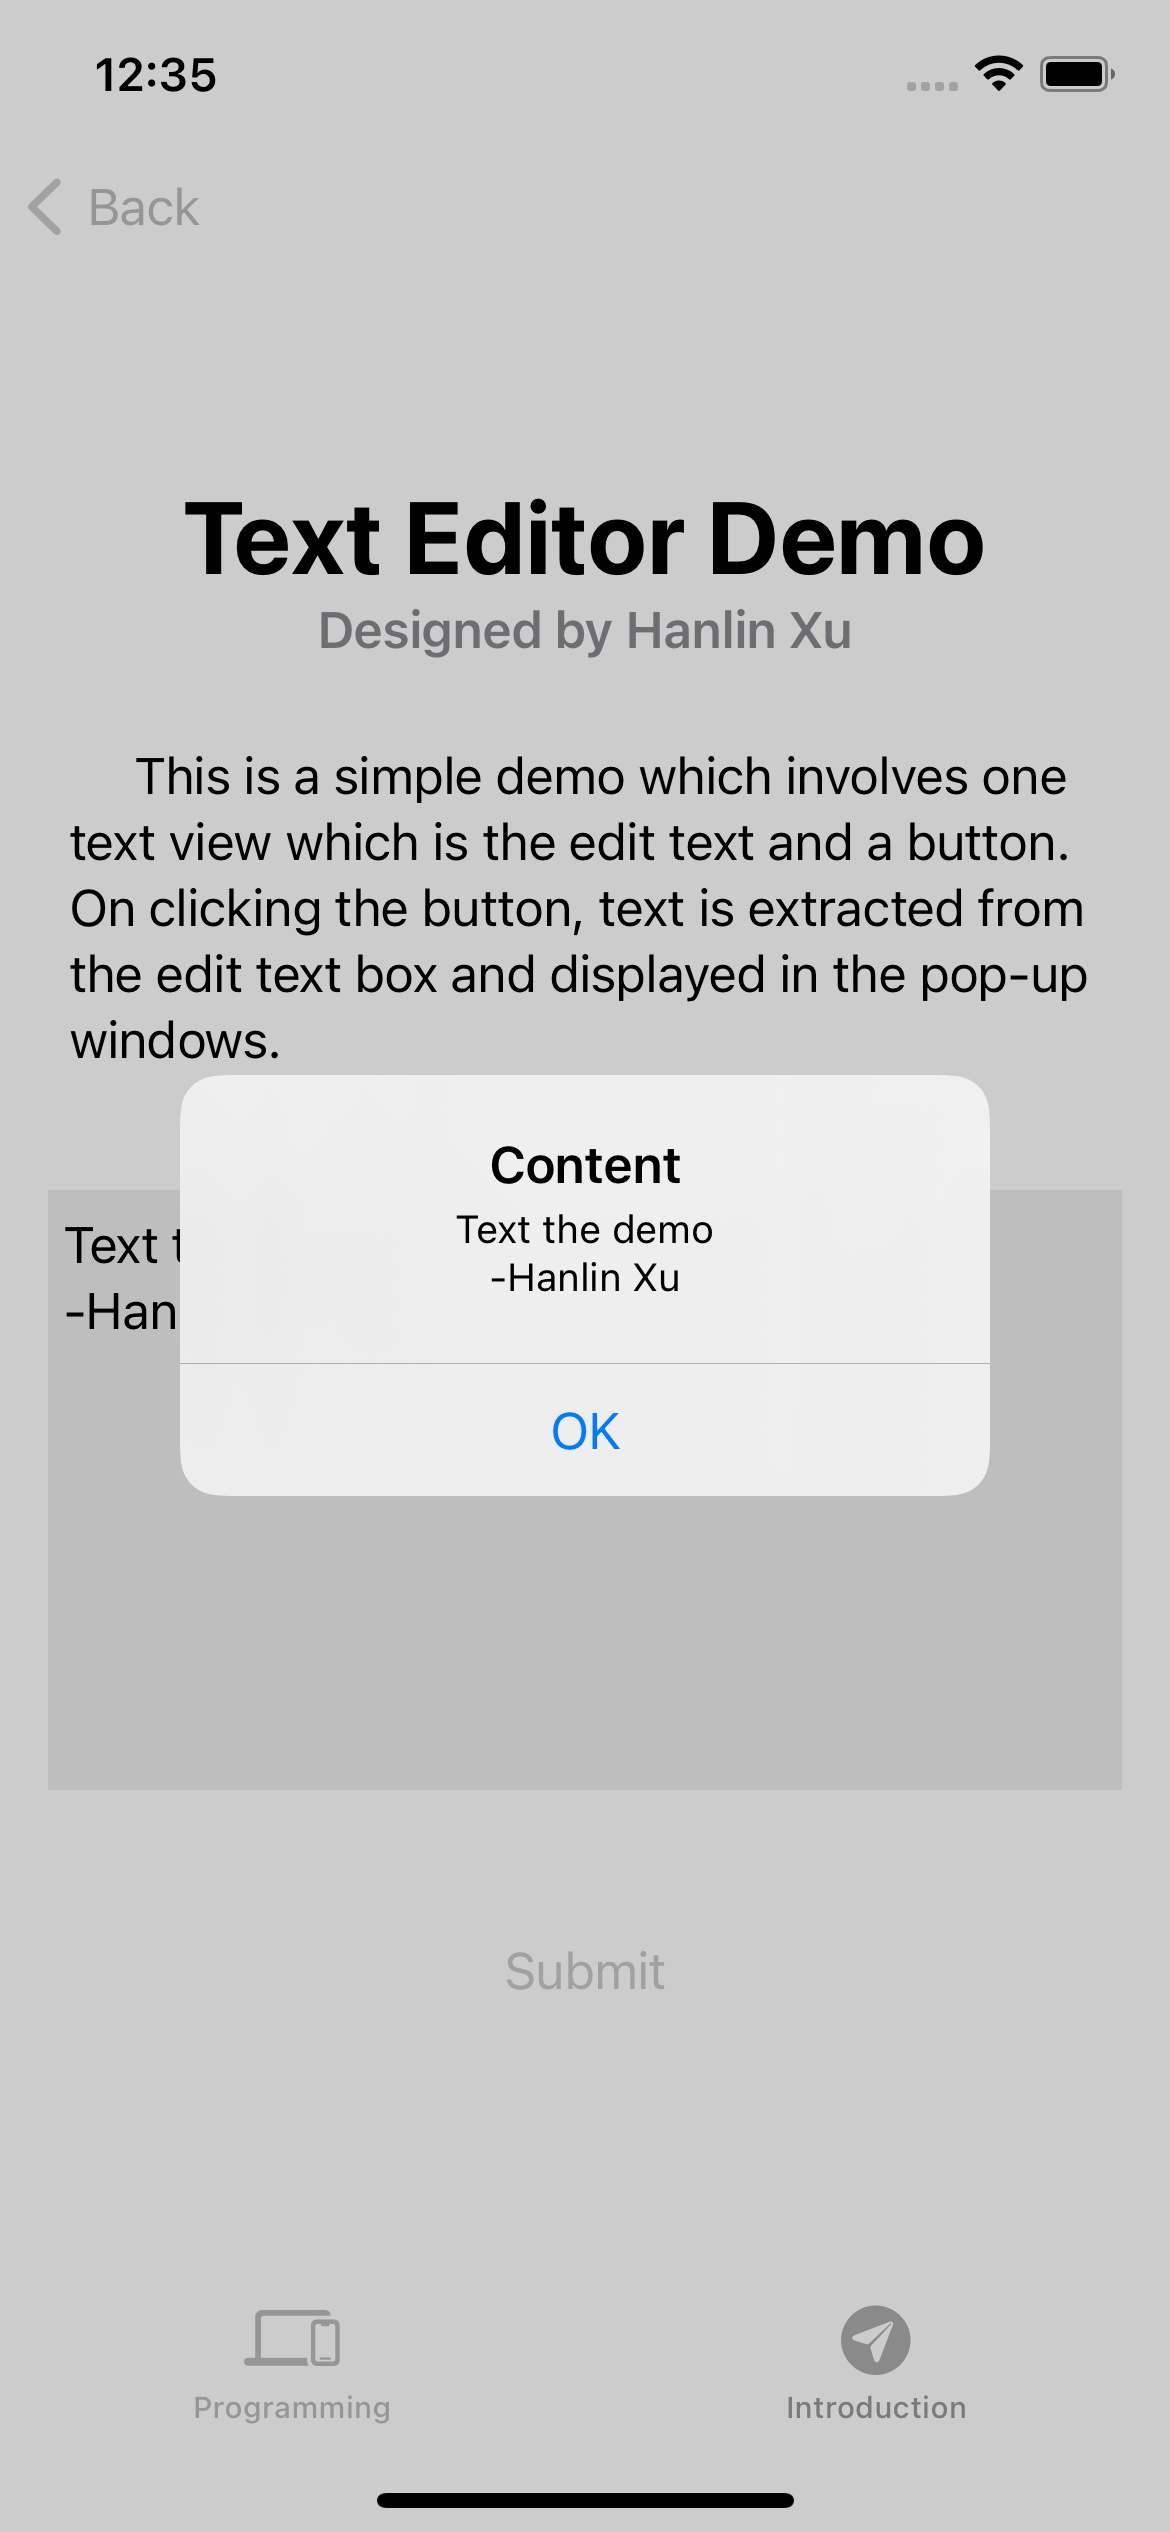 12:35
Back
Text Editor Demo
Designed by Hanlin Xu
This is a simple demo which involves one
text view which is the edit text and a button.
On clicking the button, text is extracted from
the edit text box and displayed in the pop-up
windows.
Content
Text the demo
-Hanlin Xu
Text t
-Han
OK
Submit
Programming
Introduction